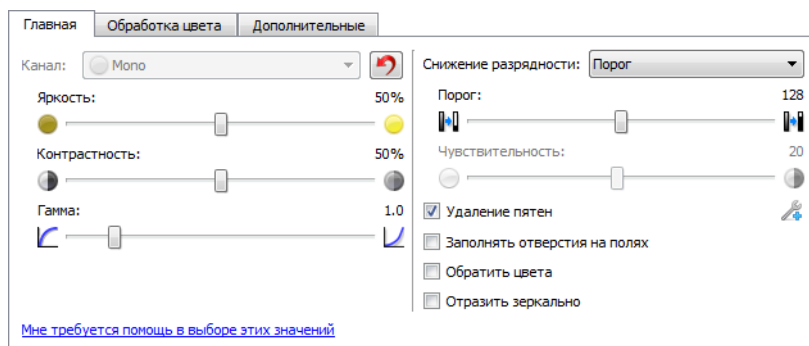 Главная Обработка цвета Дополнительные
Канал: Mono
Яркость: 50%
Контрастность: 50%
Гамма: 1.0
Мне требуется помощь в выборе этих значений
Снижение разрядности: Порог
Порог: 128
Чувствительность: 20
Удаление пятен
Заполнять отверстия на полях
Обратить цвета
Отразить зеркально